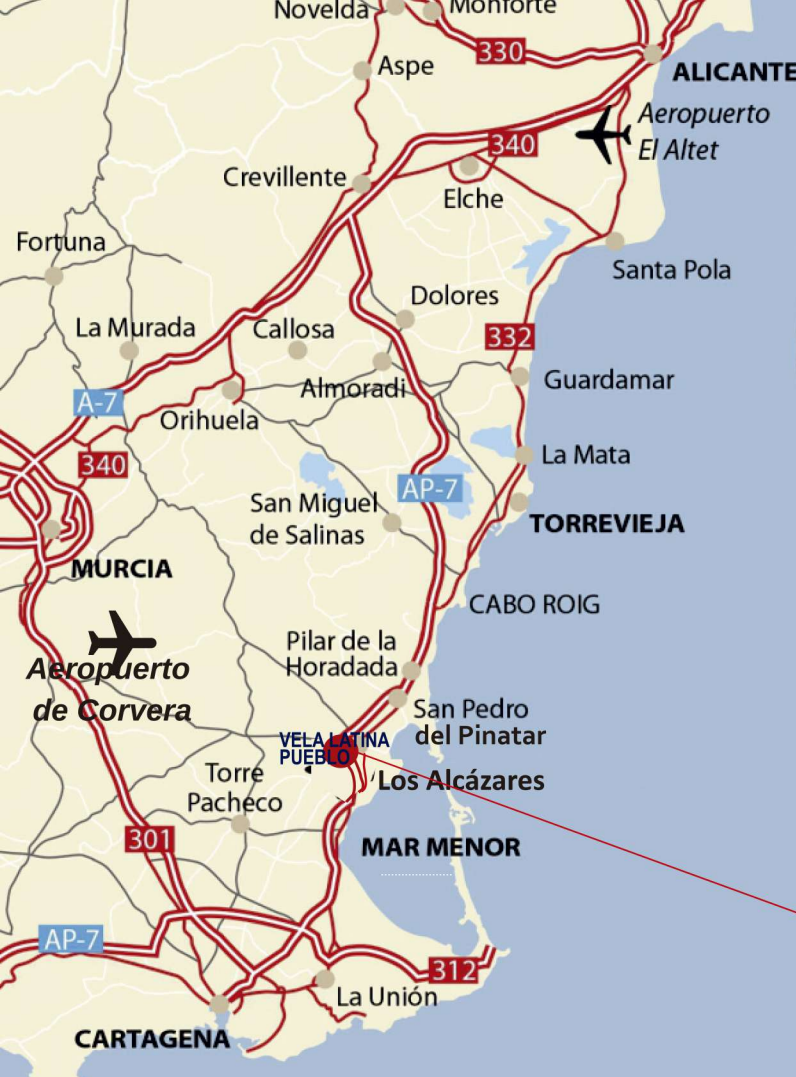 Novelda
Monforte
330
Aspe
ALICANTE
Aeropuerto
El Altet
340
Crevillente
Elche
Fortuna
Santa Pola
Dolores
La Murada
Callosa
332
Almoradi
Guardamar
A-7
Orihuela
La Mata
340
AP-7
San Miguel
de Salinas
TORREVIEJA
MURCIA
CABO ROIG
Pilar de la
Horadada
Aeropuerto
de Corvera
San Pedro
del Pinatar
VELA LATINA
PUEBLO
Torre
Pacheco
Los Alcázares
301
MAR MENOR
AP-7
312
La Unión
CARTAGENA